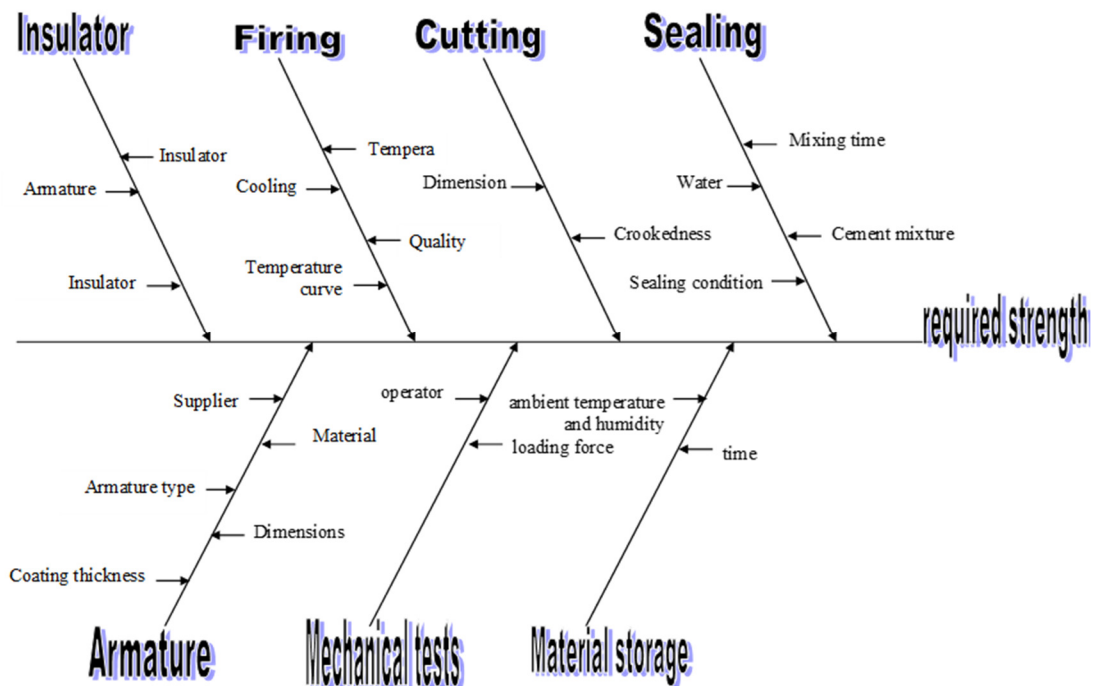 Insulator
Firing
Cutting
Sealing
Insulator
Armature
Insulator
Tempera
Cooling
Quality
Temperature
curve
Dimension
Crookedness
Mixing time
Water
Cement mixture
Sealing condition
required strength
Supplier
Material
Armature type
Dimensions
Coating thickness
operator
loading force
ambient temperature
and humidity
time
Armature
Mechanical tests
Material storage